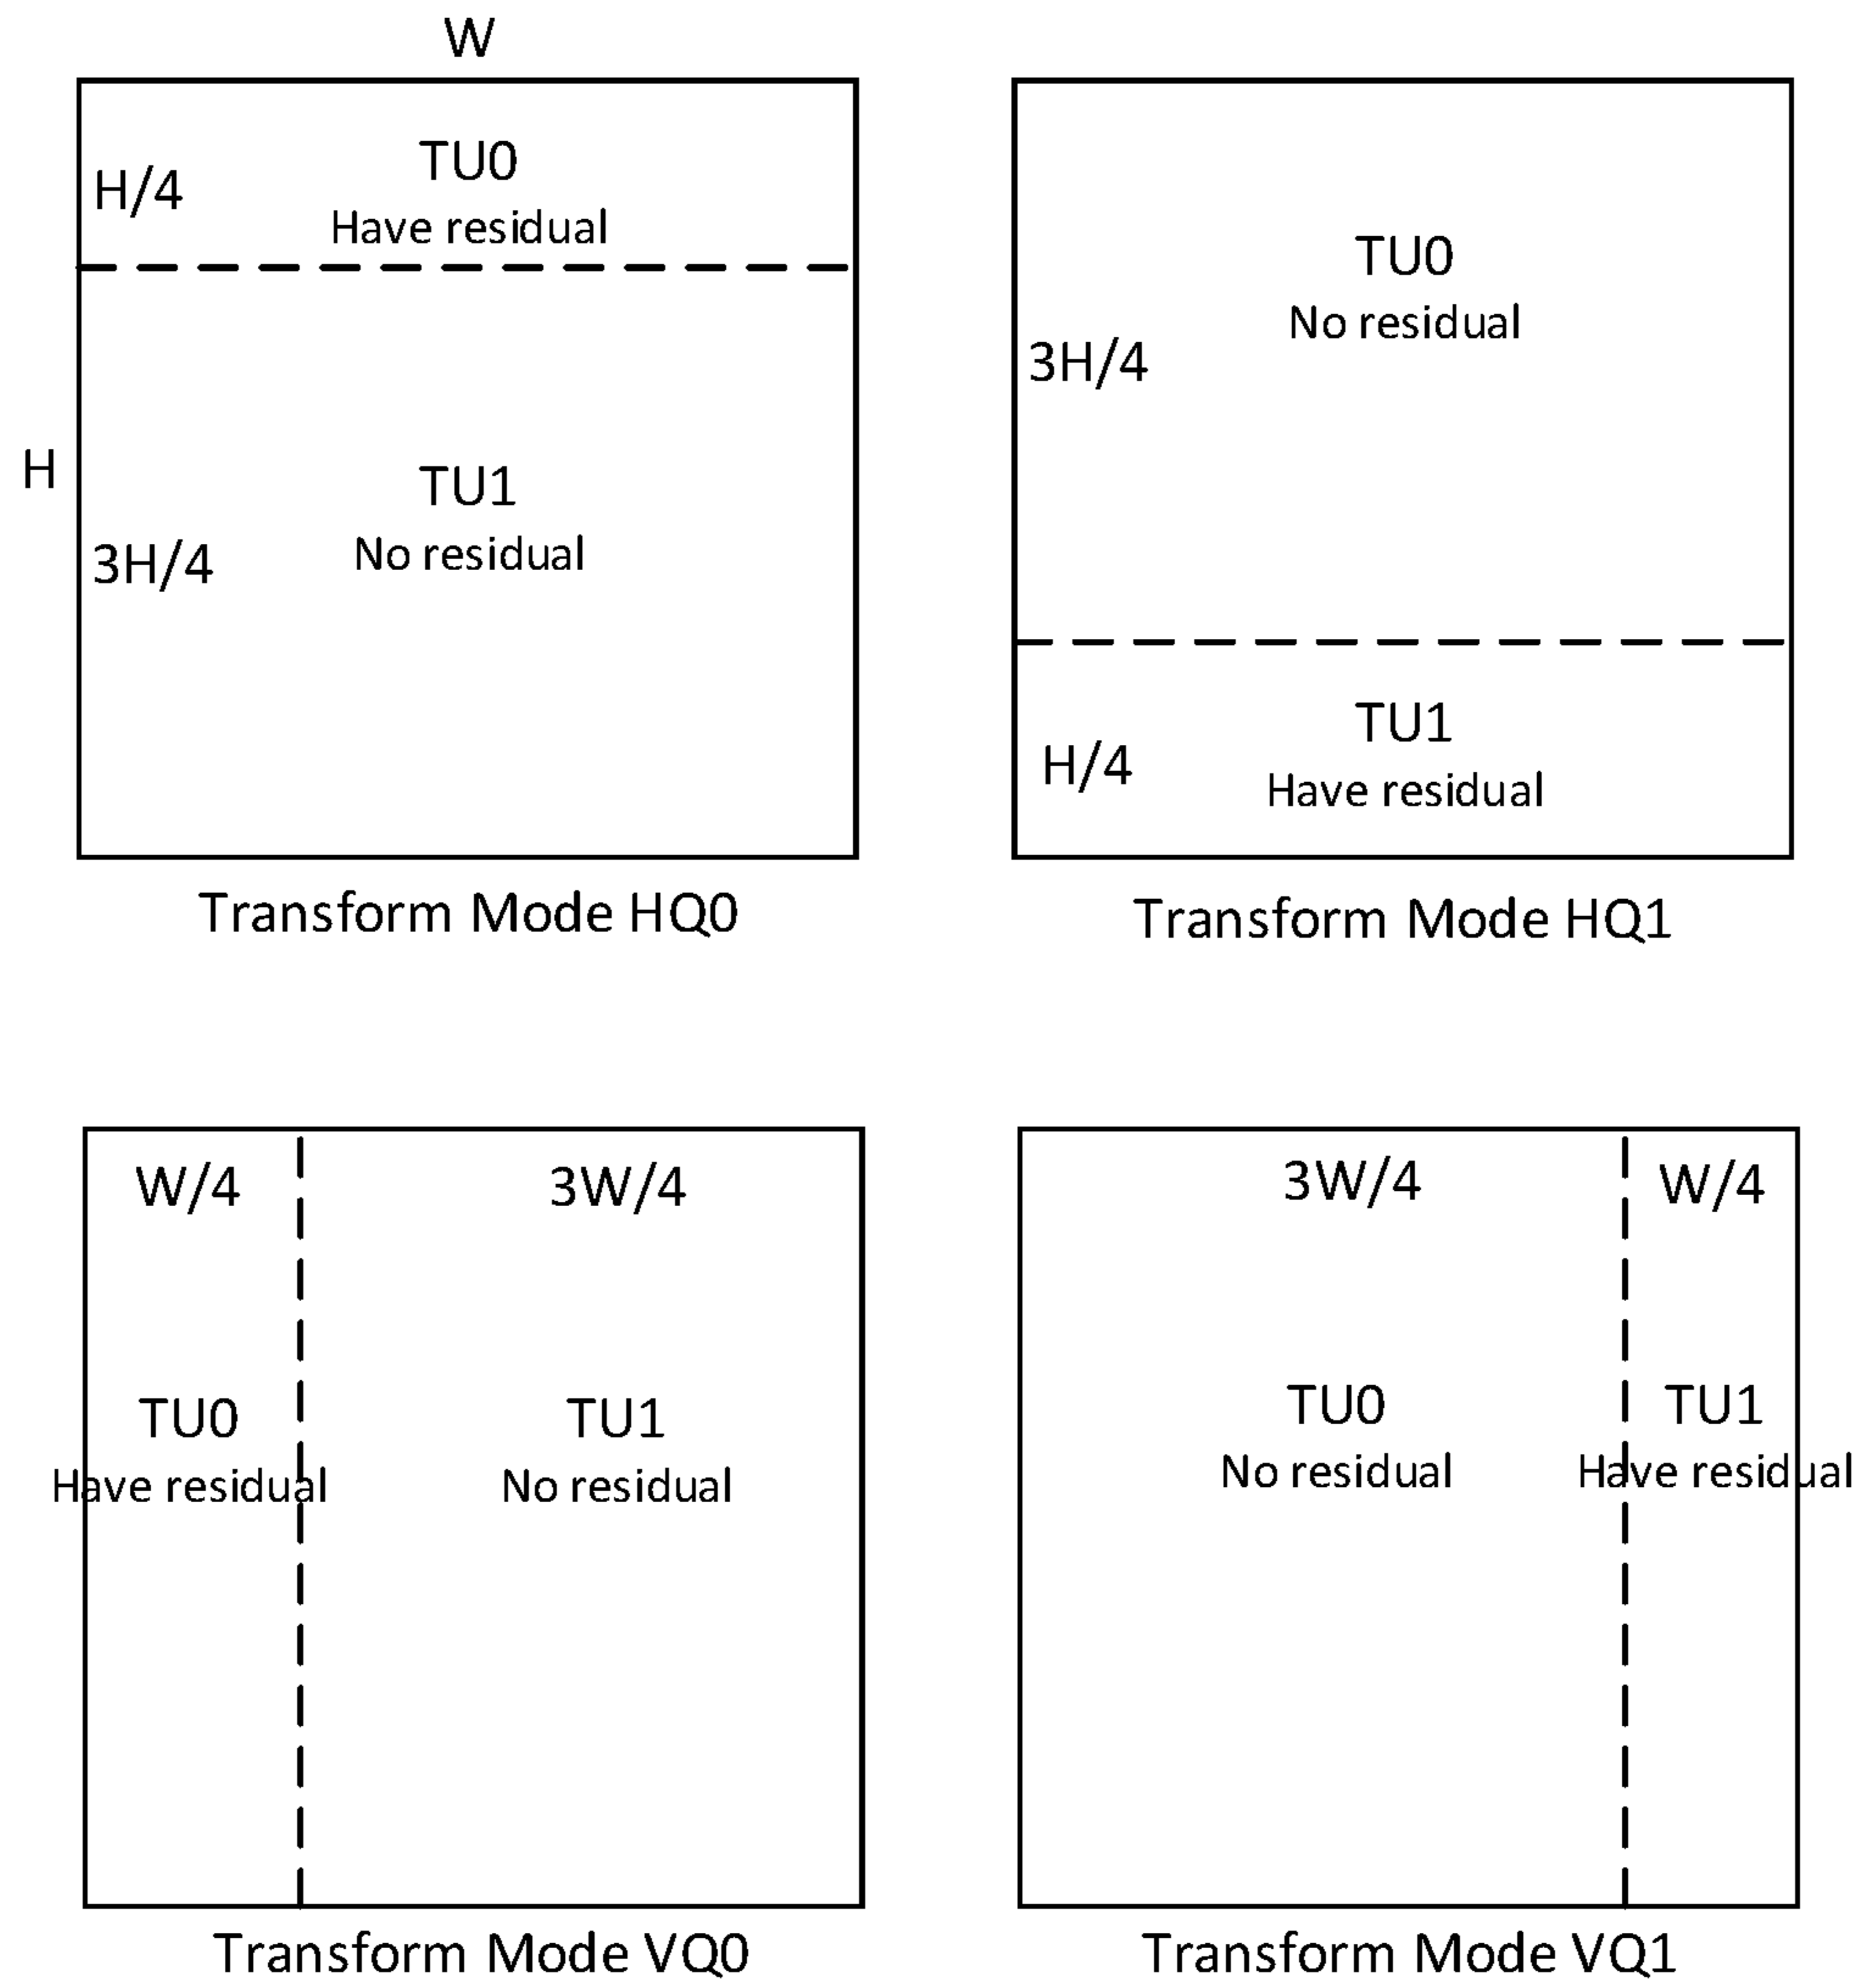 W
H/4
TU0
Have residual
H
3H/4
TU1
No residual
Transform Mode HQ0
TU0
No residual
3H/4
H/4
TU1
Have residual
Transform Mode HQ1
W/4
3W/4
TU0
Have residual
TU1
No residual
Transform Mode VQ0
3W/4
W/4
TU0
No residual
TU1
Have residual
Transform Mode VQ1